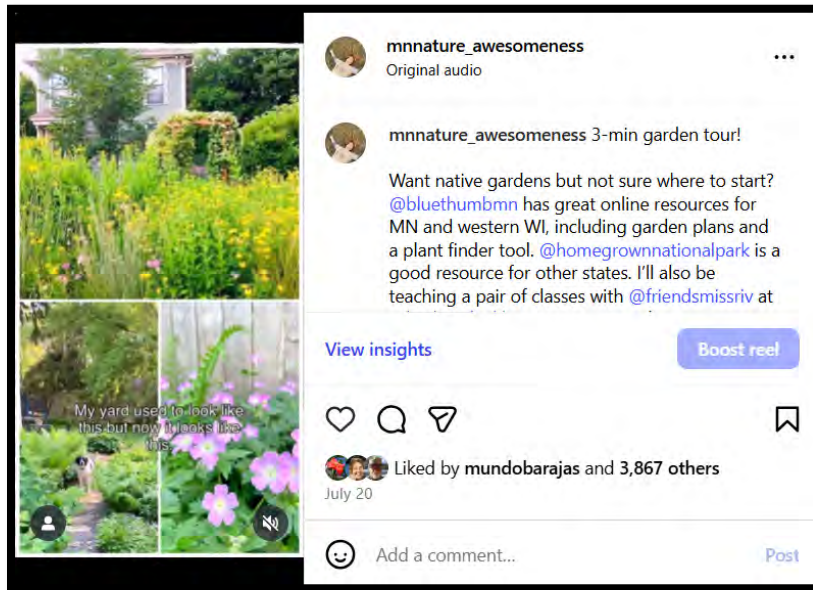 mnnature_awesomeness
Original audio
mnnature_awesomeness 3-min garden tour!
Want native gardens but not sure where to start?
@bluethumbmn has great online resources for
MN and western WI, including garden plans and
a plant finder tool. @homegrownnationalpark is a
good resource for other states. I'll also be
teaching a pair of classes with @friendsmissriv at
View insights
Boost reel
My yard used to look like
this but now it looks like
this
Liked by mundobarajas and 3,867 others
July 20
Add a comment...
Post